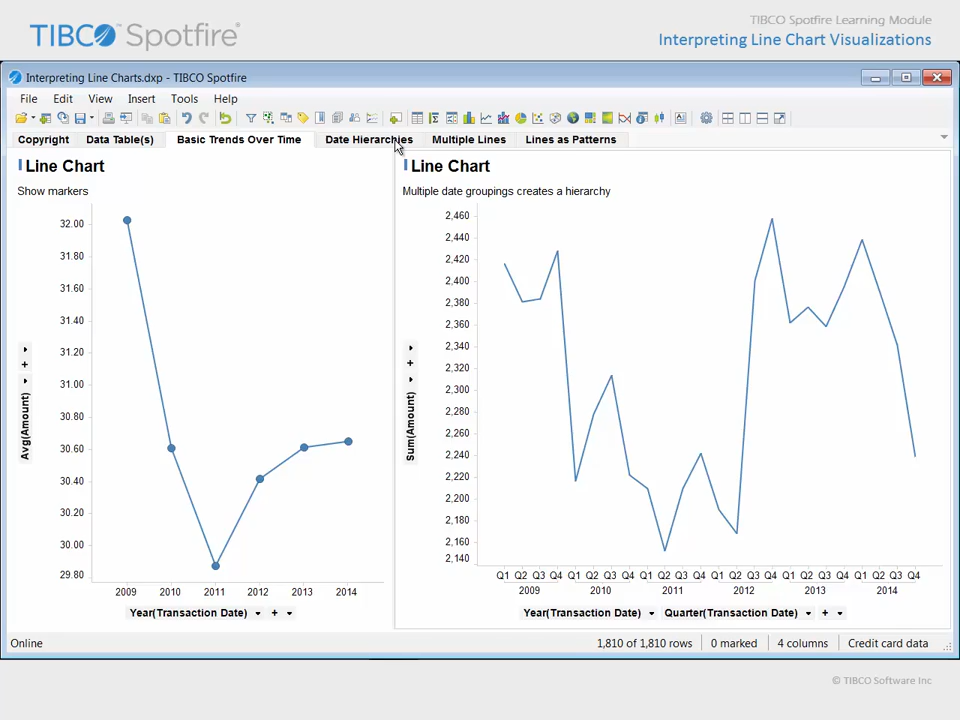 TIBCO™ Spotfire®
TIBCO Spotfire Learning Module
Interpreting Line Chart Visualizations
Interpreting Line Charts.dxp - TIBCO Spotfire
File Edit View Insert Tools Help
Copyright Data Table(s) Basic Trends Over Time Date Hierarchies Multiple Lines Lines as Patterns
Line Chart
Show markers
32.00
31.80
31.60
31.40
31.20
31.00
30.80
30.60
30.40
30.20
30.00
29.80
Avg(Amount)
2009 2010 2011 2012 2013 2014
Year(Transaction Date)
Line Chart
Multiple date groupings creates a hierarchy
2,460
2,440
2,420
2,400
2,380
2,360
2,340
2,320
2,300
2,280
2,260
2,240
2,220
2,200
2,180
2,160
2,140
Sum(Amount)
Q1 Q2 Q3 Q4 Q1 Q2 Q3 Q4 Q1 Q2 Q3 Q4 Q1 Q2 Q3 Q4 Q1 Q2 Q3 Q4 Q1 Q2 Q3 Q4
2009 2010 2011 2012 2013 2014
Year(Transaction Date) Quarter(Transaction Date)
Online 1,810 of 1,810 rows 0 marked 4 columns Credit card data
© TIBCO Software Inc